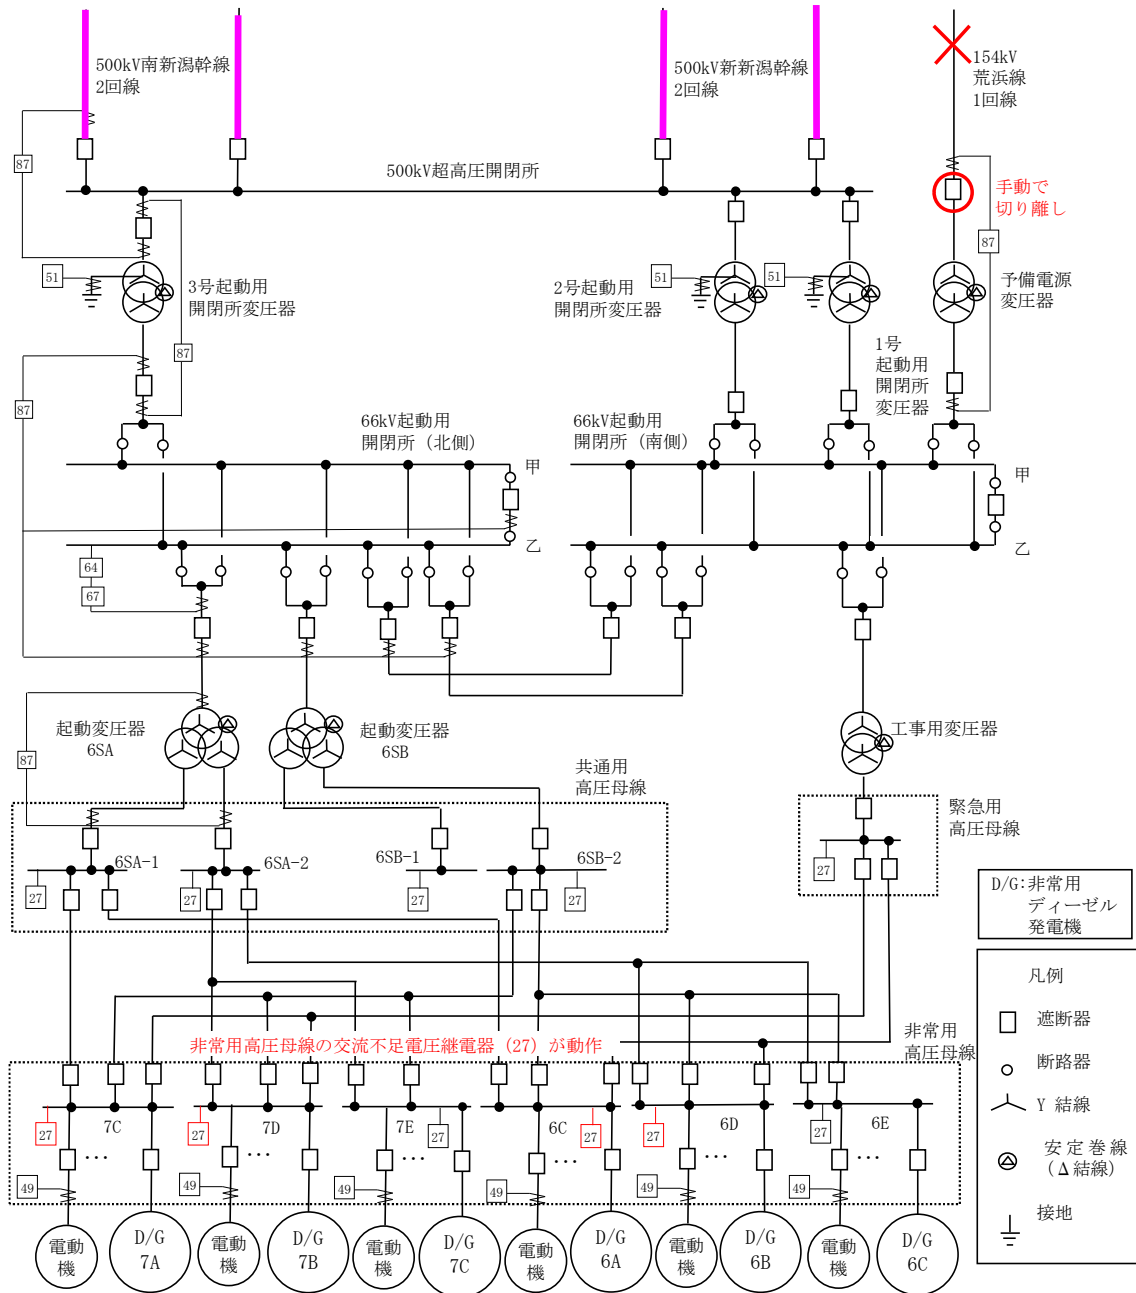 500kV南新潟幹線
2回線
500kV新新潟幹線
2回線
154kV
荒浜線
1回線
87
500kV超高圧開閉所
手動で
切り離し
87
51
3号起動用
開閉所変圧器
51
2号起動用
開閉所変圧器
51
予備電源
変圧器
87
1号
起動用
開閉所
変圧器
87
66kV起動用
開閉所（北側）
66kV起動用
開閉所（南側）
甲
甲
乙
乙
64
67
起動変圧器
6SA
起動変圧器
6SB
工事用変圧器
87
共通用
高圧母線
緊急用
高圧母線
6SA-1
6SA-2
6SB-1
6SB-2
27
27
27
27
27
D/G:非常用
ディーゼル
発電機
凡例
遮断器
断路器
Y 結線
安定巻線
(Δ結線)
接地
非常用高圧母線の交流不足電圧継電器（27）が動作
非常用
高圧母線
7C
7D
7E
6C
6D
6E
27
27
27
27
27
27
…
…
…
…
…
…
49
49
49
49
49
49
電動
機
D/G
7A
電動
機
D/G
7B
電動
機
D/G
7C
電動
機
D/G
6A
電動
機
D/G
6B
電動
機
D/G
6C